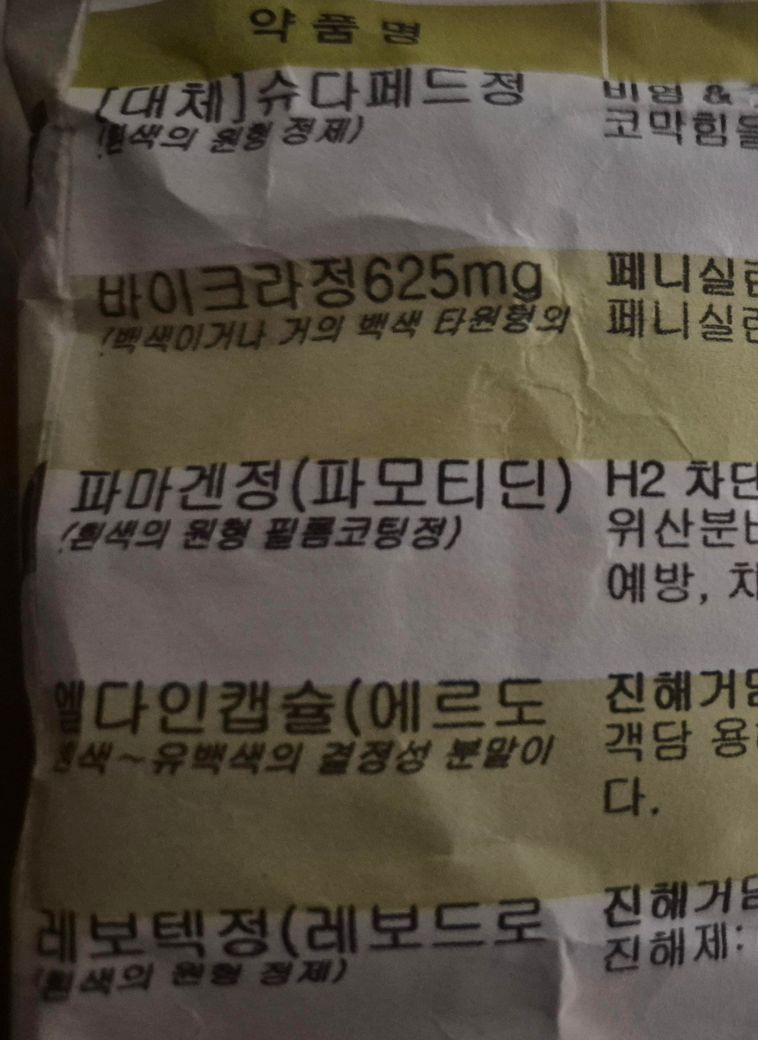 약품명
[대체]슈다페드정
비염 &
(흰색의 원형 정제)
코막힘을
바이크라정625mg
페니실린
(백색이거나 거의 백색 타원형의
페니실린
파마겐정(파모티딘)
H2 차단
(흰색의 원형 필름코팅정)
위산분비
예방, 치
엘다인캡슐(에르도
진해거담
흰색~유백색의 결정성 분말이
객담 용해
다.
레보텍정(레보드로
진해거담
(흰색의 원형 정제)
진해제: